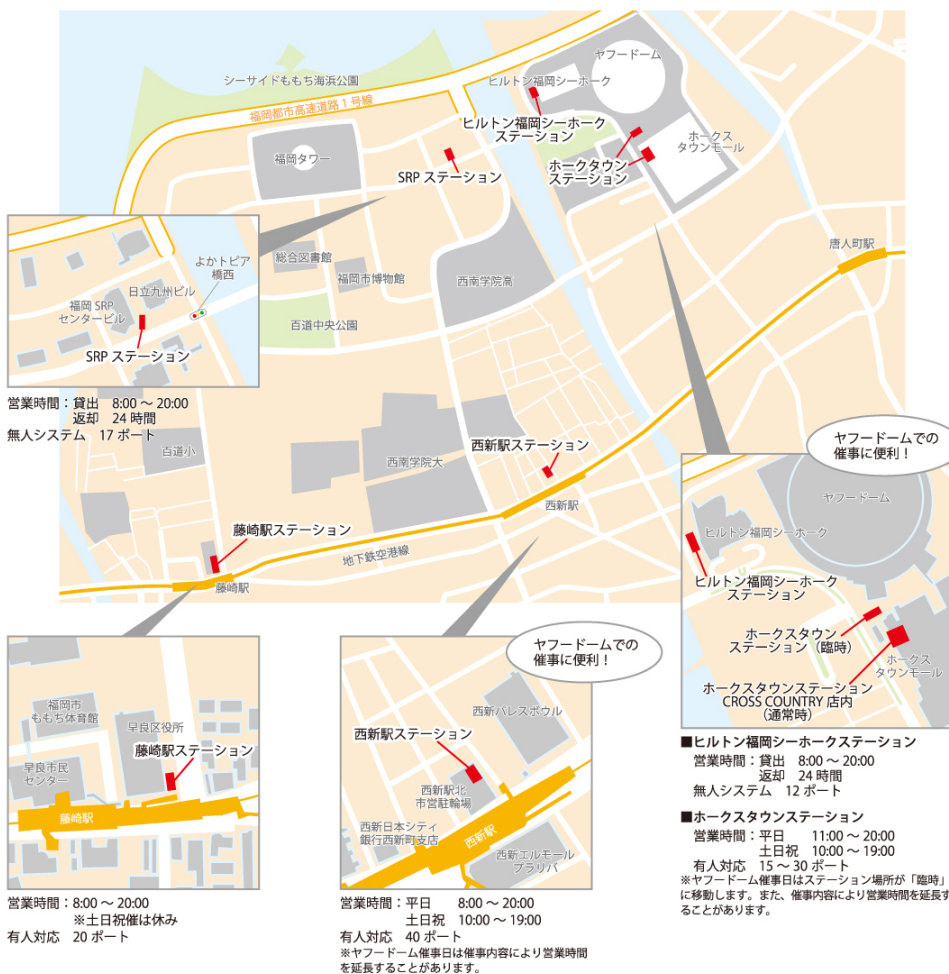 シーサイドももち海浜公園
福岡都市高速道路1号線
福岡タワー
ヤフードーム
ヒルトン福岡シーホーク
ヒルトン福岡シーホーク
ステーション
ホークス
タウンモール
ホークタウン
ステーション
SRP ステーション
唐人町駅
総合図書館
福岡市博物館
西南学院高
百道中央公園
よかトピア
橋西
日立九州ビル
福岡 SRP
センタービル
SRP ステーション
営業時間：貸出 8:00 ～ 20:00
返却 24 時間
無人システム 17 ポート
百道小
西南学院大
西新駅ステーション
西新駅
藤崎駅ステーション
地下鉄空港線
藤崎駅
ヤフードームでの
催事に便利！
ヤフードーム
ヒルトン福岡シーホーク
ヒルトン福岡シーホーク
ステーション
ホークスタウン
ステーション（臨時）
ホークス
タウンモール
ホークスタウンステーション
CROSS COUNTRY 店内
（通常時）
■ヒルトン福岡シーホークステーション
営業時間：貸出 8:00 ～ 20:00
返却 24 時間
無人システム 12 ポート
■ホークスタウンステーション
営業時間：平日 11:00 ～ 20:00
土日祝 10:00 ～ 19:00
有人対応 15 ～ 30 ポート
※ヤフードーム催事日はステーション場所が「臨時」
に移動します。また、催事内容により営業時間を延長す
ることがあります。
福岡市
ももち体育館
早良区役所
藤崎駅ステーション
早良市民
センター
藤崎駅
営業時間：8:00 ～ 20:00
※土日祝催は休み
有人対応 20 ポート
ヤフードームでの
催事に便利！
西新パレスボウル
西新駅ステーション
西新駅北
市営駐輪場
西新日本シティ
銀行西新町支店
西新駅
西新エルモール
プラリバ
営業時間：平日 8:00 ～ 20:00
土日祝 10:00 ～ 19:00
有人対応 40 ポート
※ヤフードーム催事日は催事内容により営業時間
を延長することがあります。